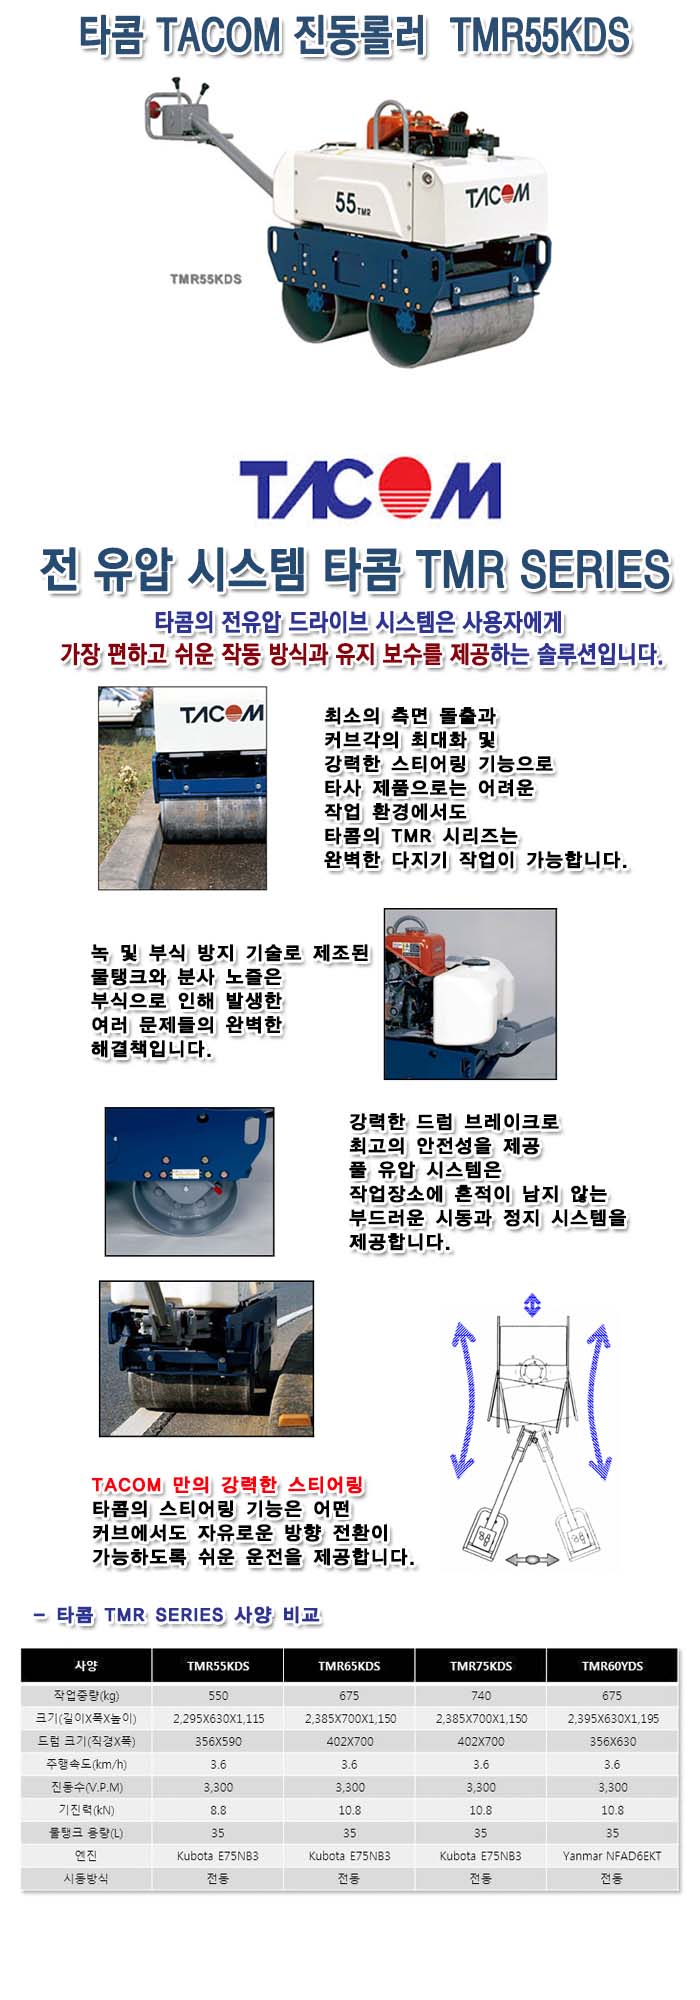 타콤 TACOM 진동롤러 TMR55KDS
TACOM
55 TMR
TMR55KDS
TACOM
전 유압 시스템 타콤 TMR SERIES
타콤의 전유압 드라이브 시스템은 사용자에게
가장 편하고 쉬운 작동 방식과 유지 보수를 제공하는 솔루션입니다.
TACOM
최소의 측면 돌출과
커브각의 최대화 및
강력한 스티어링 기능으로
타사 제품으로는 어려운
작업 환경에서도
타콤의 TMR 시리즈는
완벽한 다지기 작업이 가능합니다.
녹 및 부식 방지 기술로 제조된
물탱크와 분사 노즐은
부식으로 인해 발생한
여러 문제들의 완벽한
해결책입니다.
강력한 드럼 브레이크로
최고의 안전성을 제공
풀 유압 시스템은
작업장소에 흔적이 남지 않는
부드러운 시동과 정지 시스템을
제공합니다.
TACOM 만의 강력한 스티어링
타콤의 스티어링 기능은 어떤
커브에서도 자유로운 방향 전환이
가능하도록 쉬운 운전을 제공합니다.
- 타콤 TMR SERIES 사양 비교
사양 TMR55KDS TMR65KDS TMR75KDS TMR60YDS
작업중량(kg) 550 675 740 675
크기(길이X폭X높이) 2,295X630X1,115 2,385X700X1,150 2,385X700X1,150 2,395X630X1,195
드럼 크기(직경X폭) 356X590 402X700 402X700 356X630
주행속도(km/h) 3.6 3.6 3.6 3.6
진동수(V.P.M) 3,300 3,300 3,300 3,300
기진력(kN) 8.8 10.8 10.8 10.8
물탱크 용량(L) 35 35 35 35
엔진 Kubota E75NB3 Kubota E75NB3 Kubota E75NB3 Yanmar NFAD6EKT
시동방식 전동 전동 전동 전동